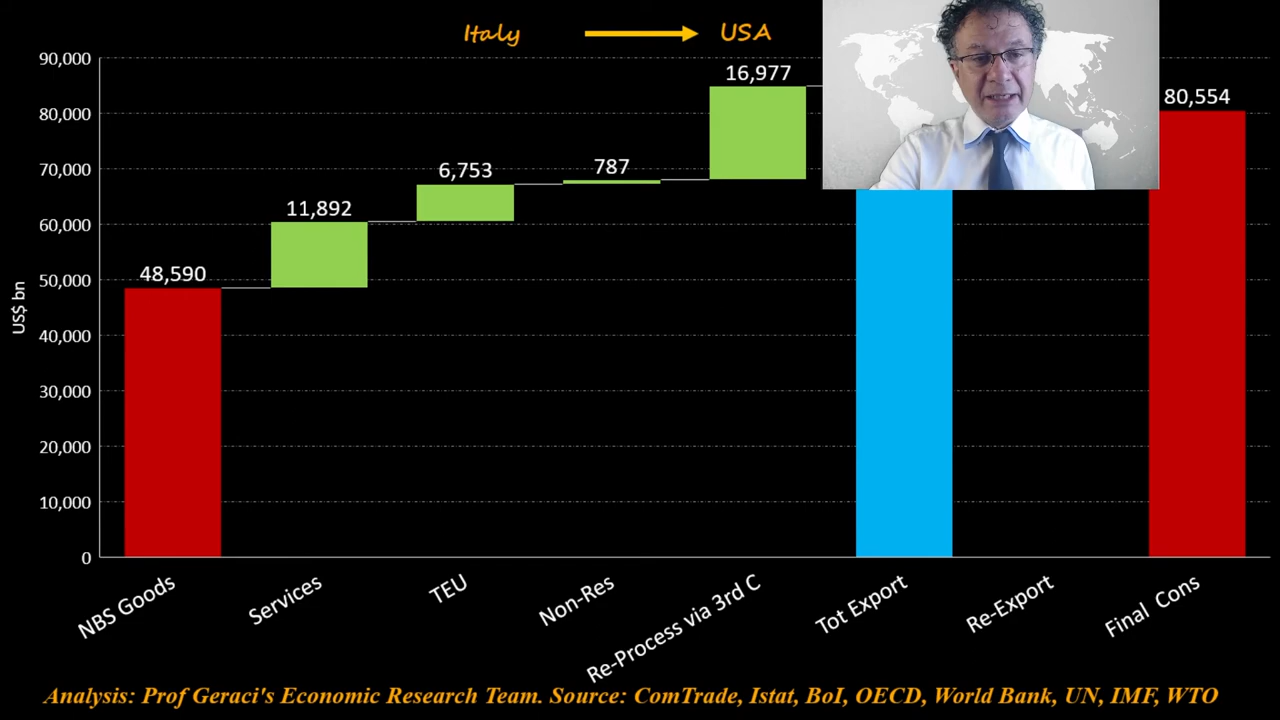 Italy
USA
90,000
80,000
70,000
60,000
50,000
40,000
30,000
20,000
10,000
0
US$ bn
48,590
11,892
6,753
787
16,977
80,554
NBS Goods
Services
TEU
Non-Res
Re-Process via 3rd C
Tot Export
Re-Export
Final Cons
Analysis: Prof Geraci's Economic Research Team. Source: ComTrade, Istat, BoI, OECD, World Bank, UN, IMF, WTO